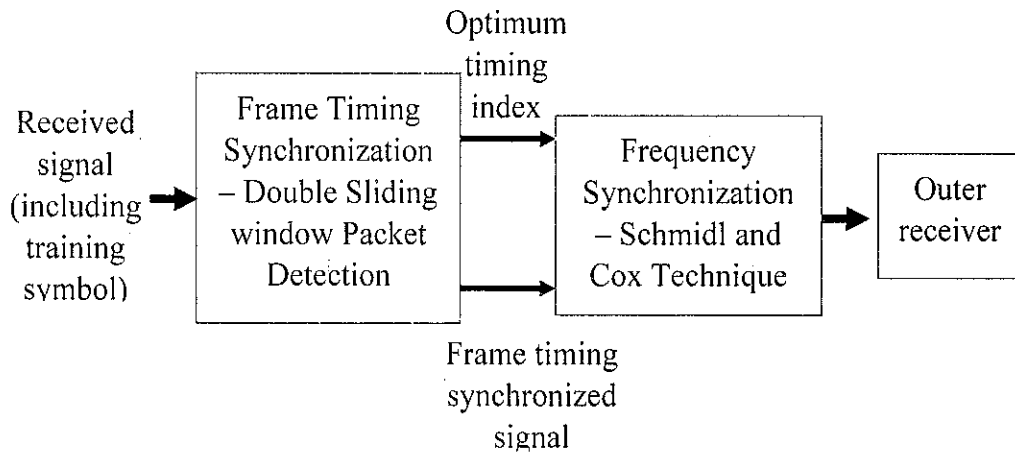 Received
signal
(including
training
symbol)
Frame Timing
Synchronization
– Double Sliding
window Packet
Detection
Optimum
timing
index
Frame timing
synchronized
signal
Frequency
Synchronization
– Schmidl and
Cox Technique
Outer
receiver